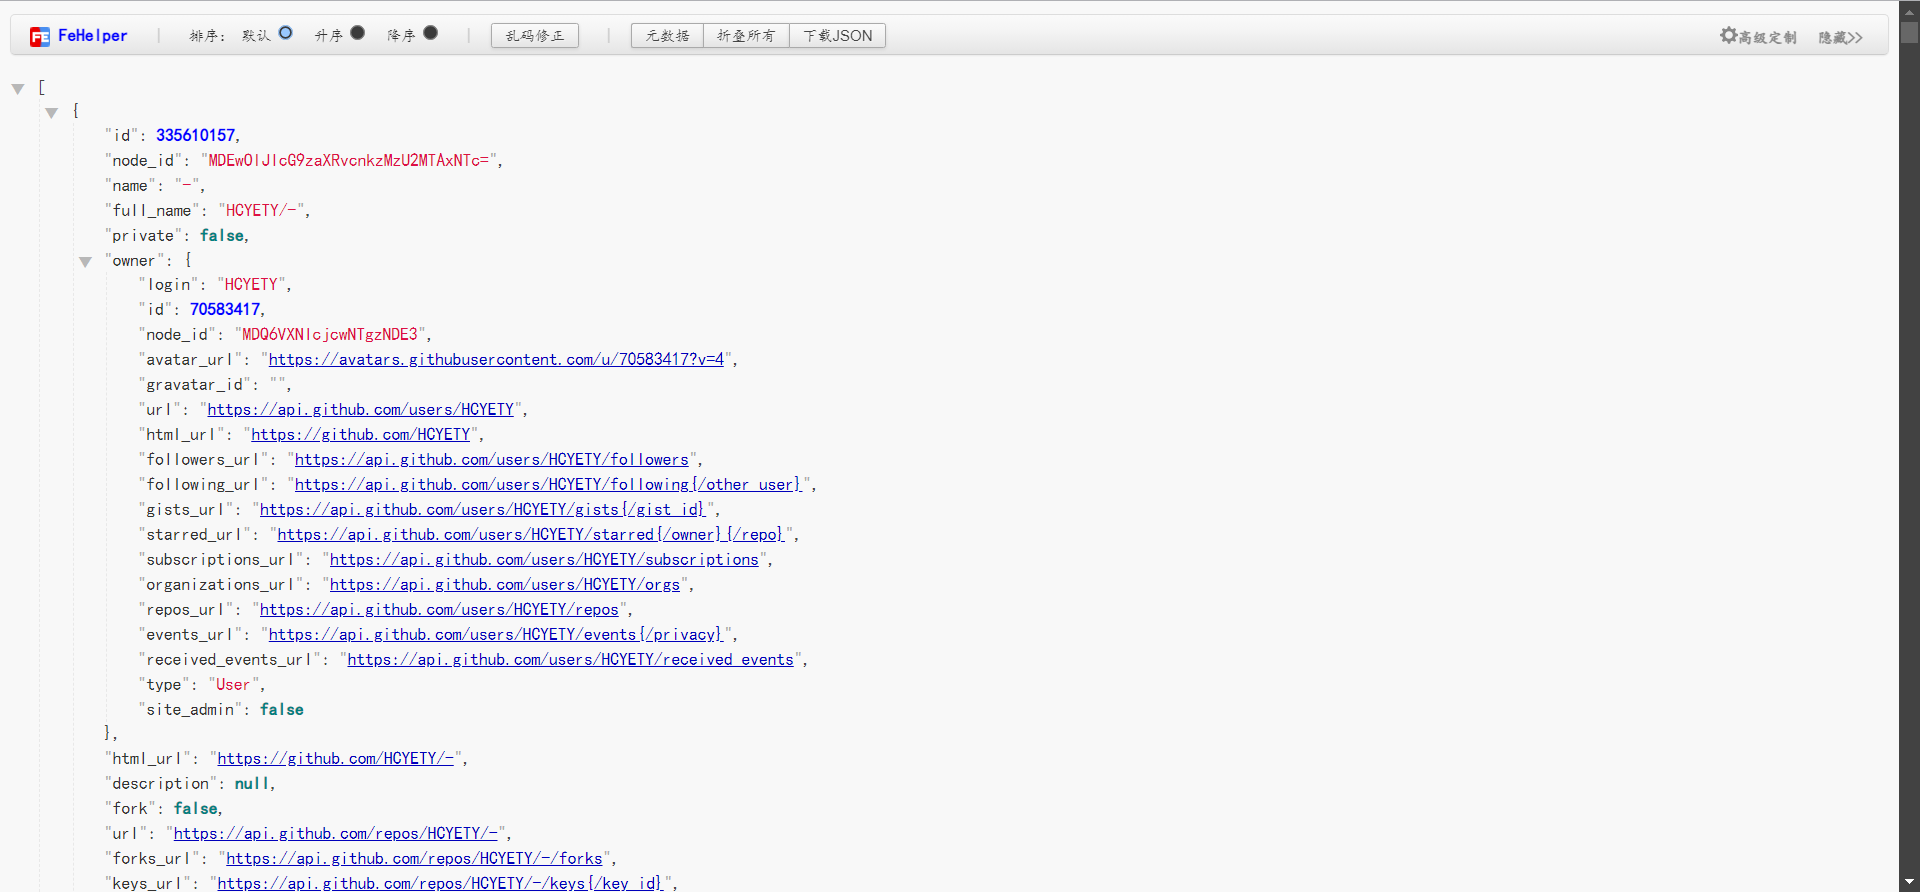 FeHelper | 排序： 默认 升序 降序 | 乱码修正 | 元数据 折叠所有 下载JSON 高级定制 隐藏>>
[
{
"id": 335610157,
"node_id": "MDEwOlJlcG9zaXRvcnkzMzU2MTAxNTc=",
"name": "-",
"full_name": "HCYETY/-",
"private": false,
"owner": {
"login": "HCYETY",
"id": 70583417,
"node_id": "MDQ6VXNlcjcwNTgzNDE3",
"avatar_url": "https://avatars.githubusercontent.com/u/70583417?v=4",
"gravatar_id": "",
"url": "https://api.github.com/users/HCYETY",
"html_url": "https://github.com/HCYETY",
"followers_url": "https://api.github.com/users/HCYETY/followers",
"following_url": "https://api.github.com/users/HCYETY/following{/other_user}",
"gists_url": "https://api.github.com/users/HCYETY/gists{/gist_id}",
"starred_url": "https://api.github.com/users/HCYETY/starred{/owner}{/repo}",
"subscriptions_url": "https://api.github.com/users/HCYETY/subscriptions",
"organizations_url": "https://api.github.com/users/HCYETY/orgs",
"repos_url": "https://api.github.com/users/HCYETY/repos",
"events_url": "https://api.github.com/users/HCYETY/events{/privacy}",
"received_events_url": "https://api.github.com/users/HCYETY/received_events",
"type": "User",
"site_admin": false
},
"html_url": "https://github.com/HCYETY/-",
"description": null,
"fork": false,
"url": "https://api.github.com/repos/HCYETY/-",
"forks_url": "https://api.github.com/repos/HCYETY/-/forks",
"keys_url": "https://api.github.com/repos/HCYETY/-/keys{/key_id}",